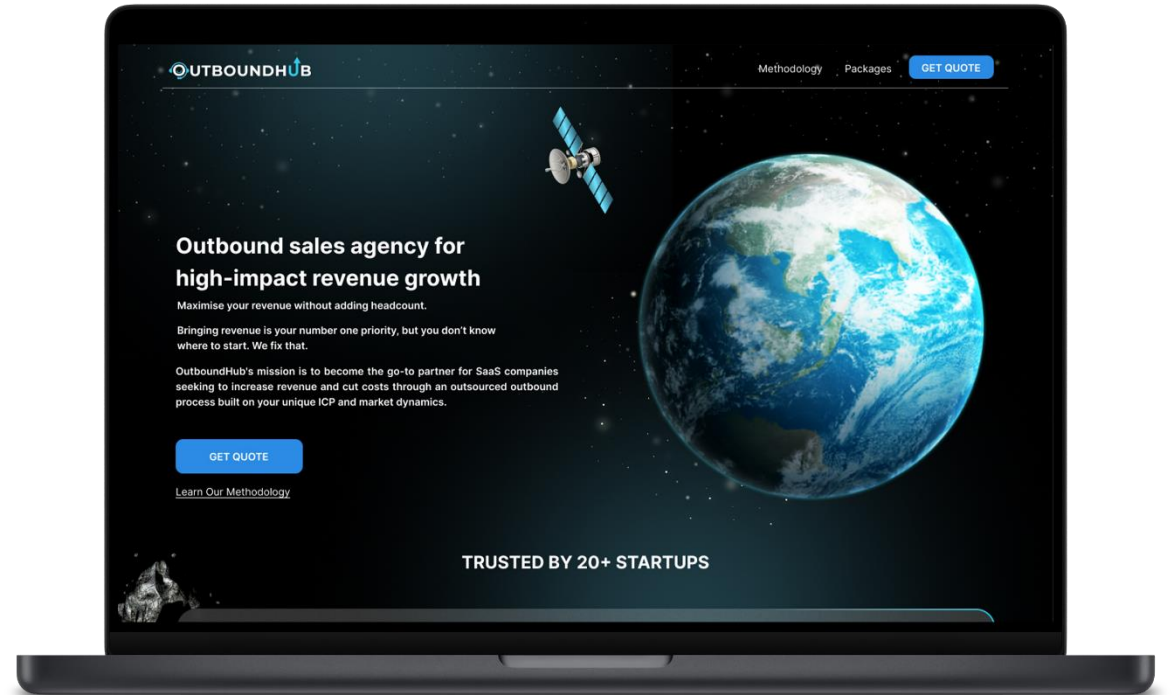 OUTBOUNDHUB
Methodology Packages GET QUOTE
Outbound sales agency for
high-impact revenue growth
Maximise your revenue without adding headcount.
Bringing revenue is your number one priority, but you don't know
where to start. We fix that.
OutboundHub's mission is to become the go-to partner for SaaS companies
seeking to increase revenue and cut costs through an outsourced outbound
process built on your unique ICP and market dynamics.
GET QUOTE
Learn Our Methodology
TRUSTED BY 20+ STARTUPS